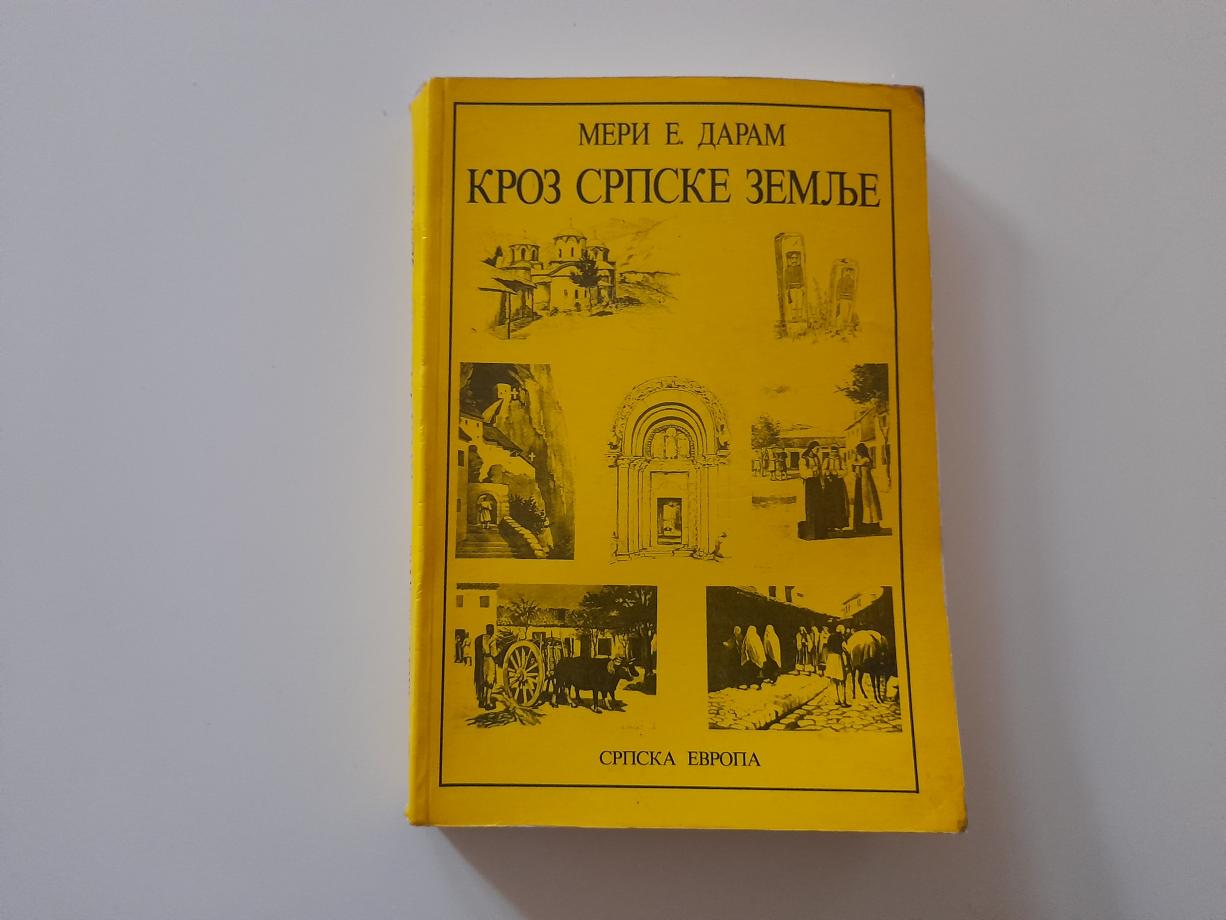 МЕРИ Е. ДАРАМ
КРОЗ СРПСКЕ ЗЕМЉЕ
СРПСКА ЕВРОПА